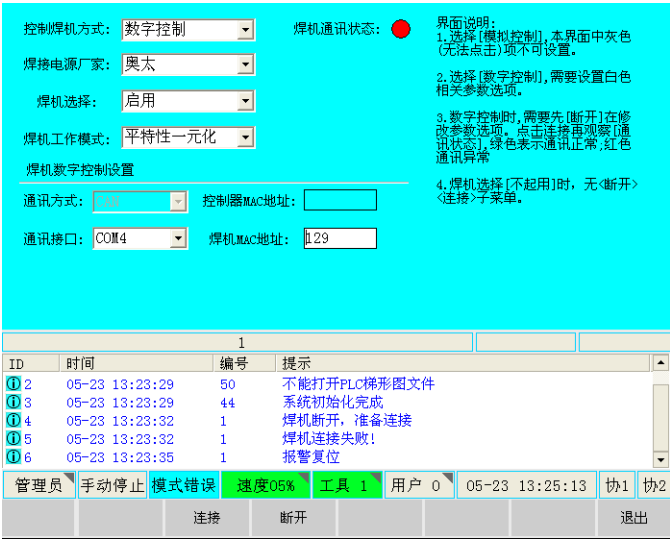 控制焊机方式: 数字控制
焊机通讯状态:
焊接电源厂家: 奥太
焊机选择: 启用
焊机工作模式: 平特性一元化
焊机数字控制设置
通讯方式: CAN
控制器MAC地址:
通讯接口: COM4
焊机MAC地址: 129
界面说明:
1.选择[模拟控制],本界面中灰色
(无法点击)项不可设置。
2.选择[数字控制],需要设置白色
相关参数选项。
3.数字控制时,需要先[断开]在修
改参数选项。点击连接再观察[通
讯状态],绿色表示通讯正常;红色
通讯异常
4.焊机选择[不起用]时, 无<断开>
<连接>子菜单。
1
ID 时间 编号 提示
2 05-23 13:23:29 50 不能打开PLC梯形图文件
3 05-23 13:23:29 44 系统初始化完成
4 05-23 13:23:32 1 焊机断开, 准备连接
5 05-23 13:23:32 1 焊机连接失败!
6 05-23 13:23:35 1 报警复位
管理员 手动停止 模式错误 速度05% 工具 1 用户 0 05-23 13:25:13 协1 协2
连接 断开 退出